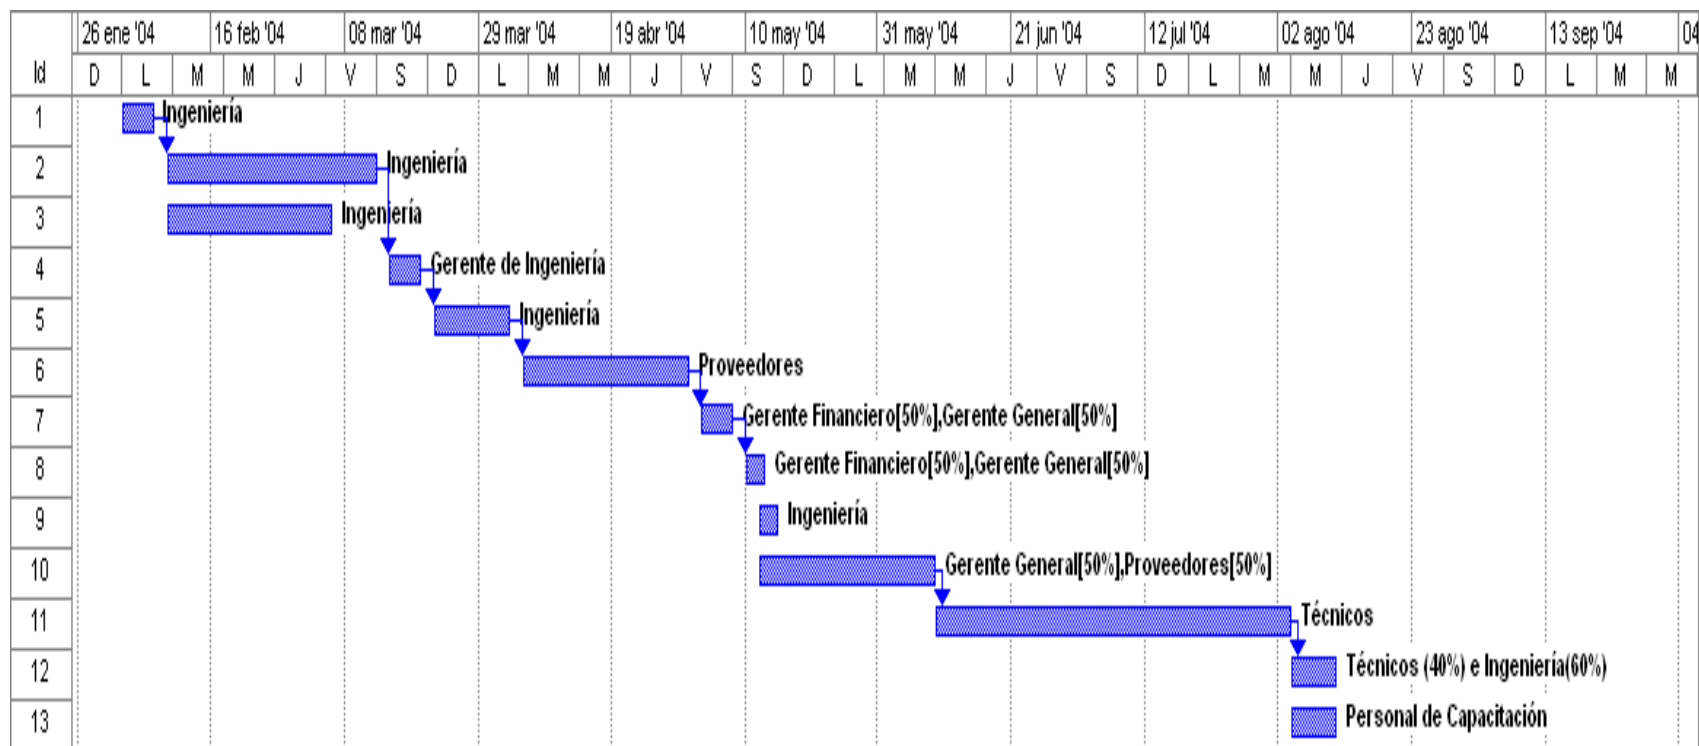 26 ene '04 16 feb '04 08 mar '04 29 mar '04 19 abr '04 10 may '04 31 may '04 21 jun '04 12 jul '04 02 ago '04 23 ago '04 13 sep '04 04
Id D L M M J V S D L M M J V S D L M M J V S D L M M J V S D L M M
1 Ingeniería
2 Ingeniería
3 Ingeniería
4 Gerente de Ingeniería
5 Ingeniería
6 Proveedores
7 Gerente Financiero[50%],Gerente General[50%]
8 Gerente Financiero[50%],Gerente General[50%]
9 Ingeniería
10 Gerente General[50%],Proveedores[50%]
11 Técnicos
12 Técnicos (40%) e Ingeniería(60%)
13 Personal de Capacitación